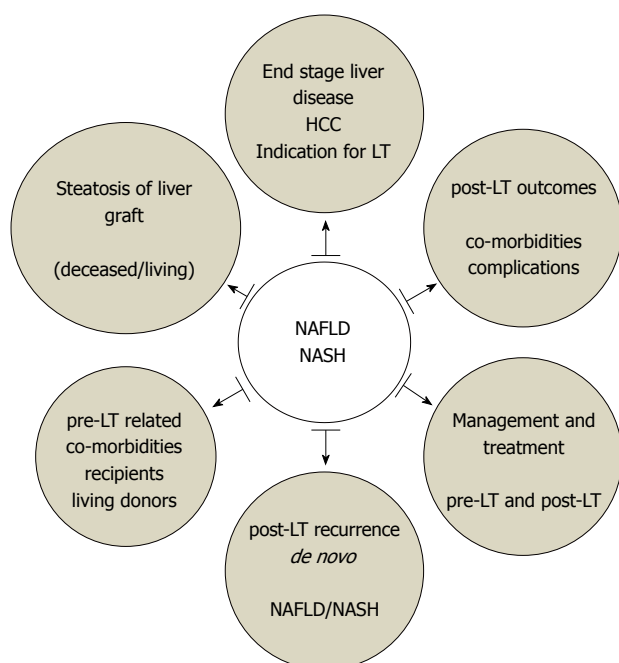 End stage liver
disease
HCC
Indication for LT
Steatosis of liver
graft
(deceased/living)
post-LT outcomes
co-morbidities
complications
NAFLD
NASH
pre-LT related
co-morbidities
recipients
living donors
Management and
treatment
pre-LT and post-LT
post-LT recurrence
de novo
NAFLD/NASH